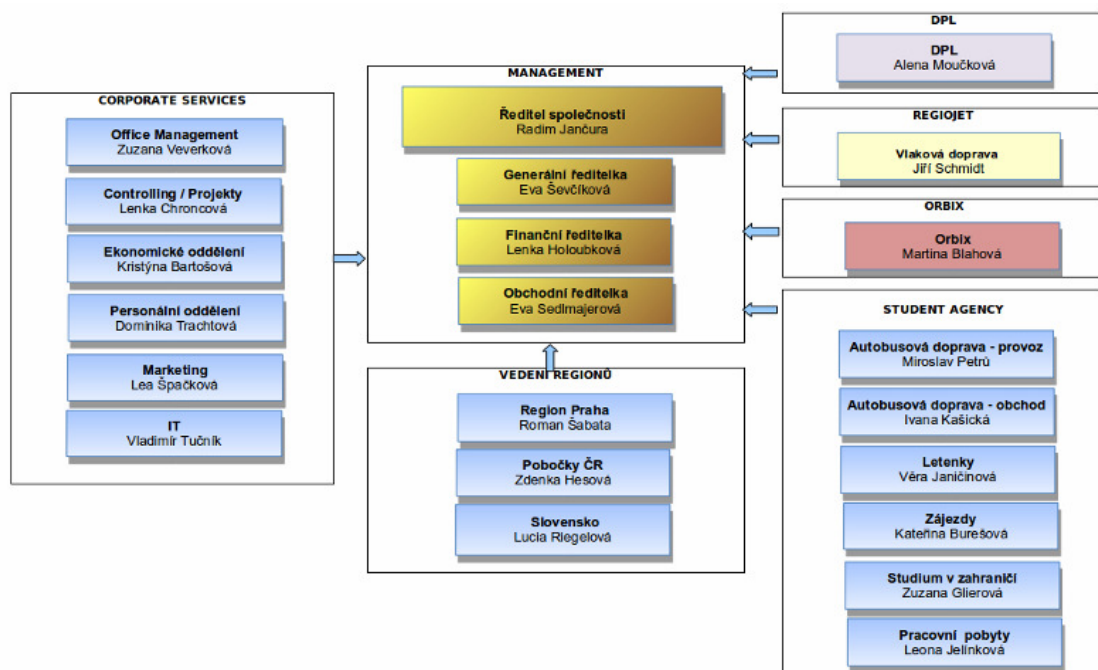 CORPORATE SERVICES
Office Management
Zuzana Veverková
Controlling / Projekty
Lenka Chroncová
Ekonomické oddělení
Kristýna Bartošová
Personální oddělení
Dominika Trachtová
Marketing
Lea Špačková
IT
Vladimír Tučník
MANAGEMENT
Ředitel společnosti
Radim Jančura
Generální ředitelka
Eva Ševčíková
Finanční ředitelka
Lenka Holoubková
Obchodní ředitelka
Eva Sedlmajerová
VEDENÍ REGIONŮ
Region Praha
Roman Šabata
Pobočky ČR
Zdenka Hesová
Slovensko
Lucia Riegelová
DPL
DPL
Alena Moučková
REGIOJET
Vlaková doprava
Jiří Schmidt
ORBIX
Orbix
Martina Blahová
STUDENT AGENCY
Autobusová doprava - provoz
Miroslav Petrů
Autobusová doprava - obchod
Ivana Kašická
Letenky
Věra Janičinová
Zájezdy
Kateřina Burešová
Studium v zahraničí
Zuzana Glierová
Pracovní pobyty
Leona Jelínková